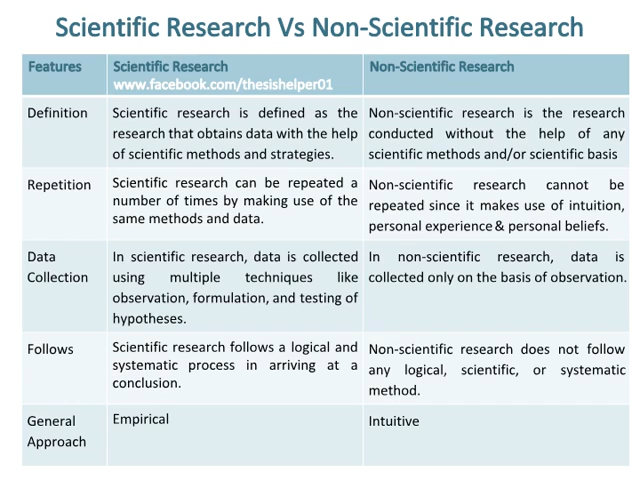 Scientific Research Vs Non-Scientific Research
Features
Scientific Research
www.facebook.com/thesishelper01
Non-Scientific Research
Definition
Scientific research is defined as the
research that obtains data with the help
of scientific methods and strategies.
Non-scientific research is the research
conducted without the help of any
scientific methods and/or scientific basis
Repetition
Scientific research can be repeated a
number of times by making use of the
same methods and data.
Non-scientific research cannot be
repeated since it makes use of intuition,
personal experience & personal beliefs.
Data
Collection
In scientific research, data is collected
using multiple techniques like
observation, formulation, and testing of
hypotheses.
In non-scientific research, data is
collected only on the basis of observation.
Follows
Scientific research follows a logical and
systematic process in arriving at a
conclusion.
Non-scientific research does not follow
any logical, scientific, or systematic
method.
General
Approach
Empirical
Intuitive